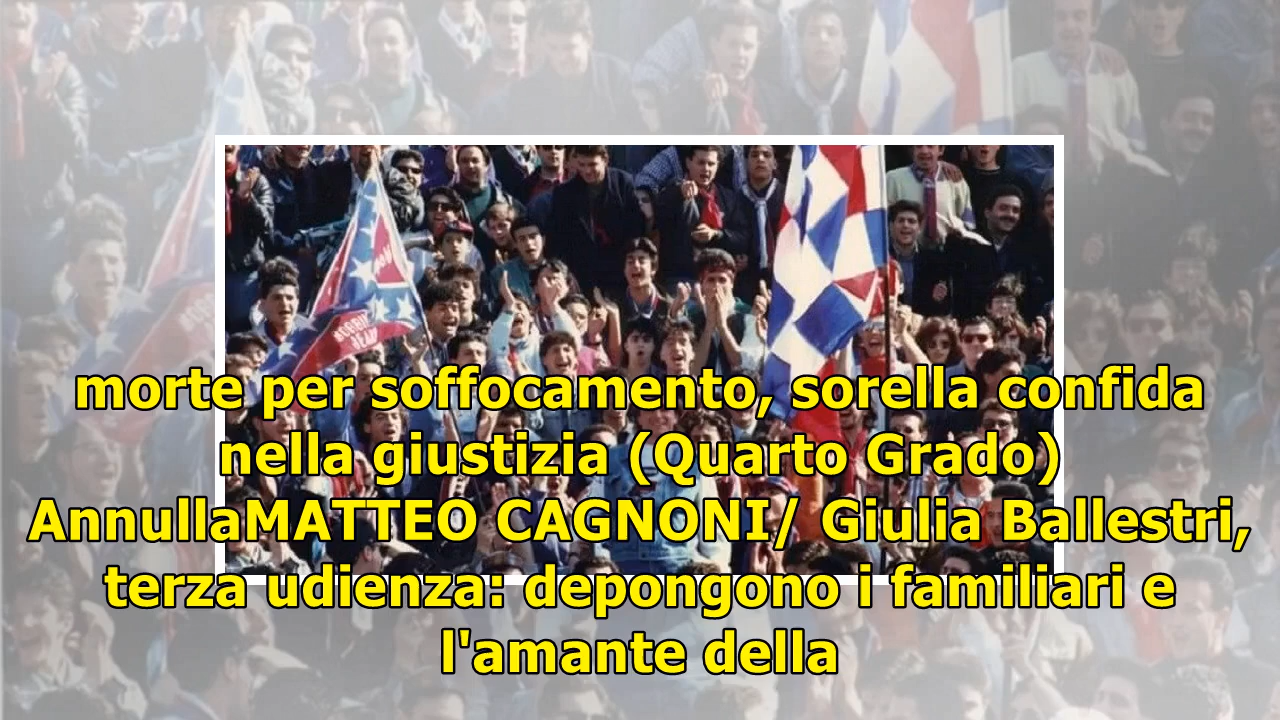 morte per soffocamento, sorella confida
nella giustizia (Quarto Grado)
AnnullaMATTEO CAGNONI/ Giulia Ballestri,
terza udienza: depongono i familiari e
l'amante della